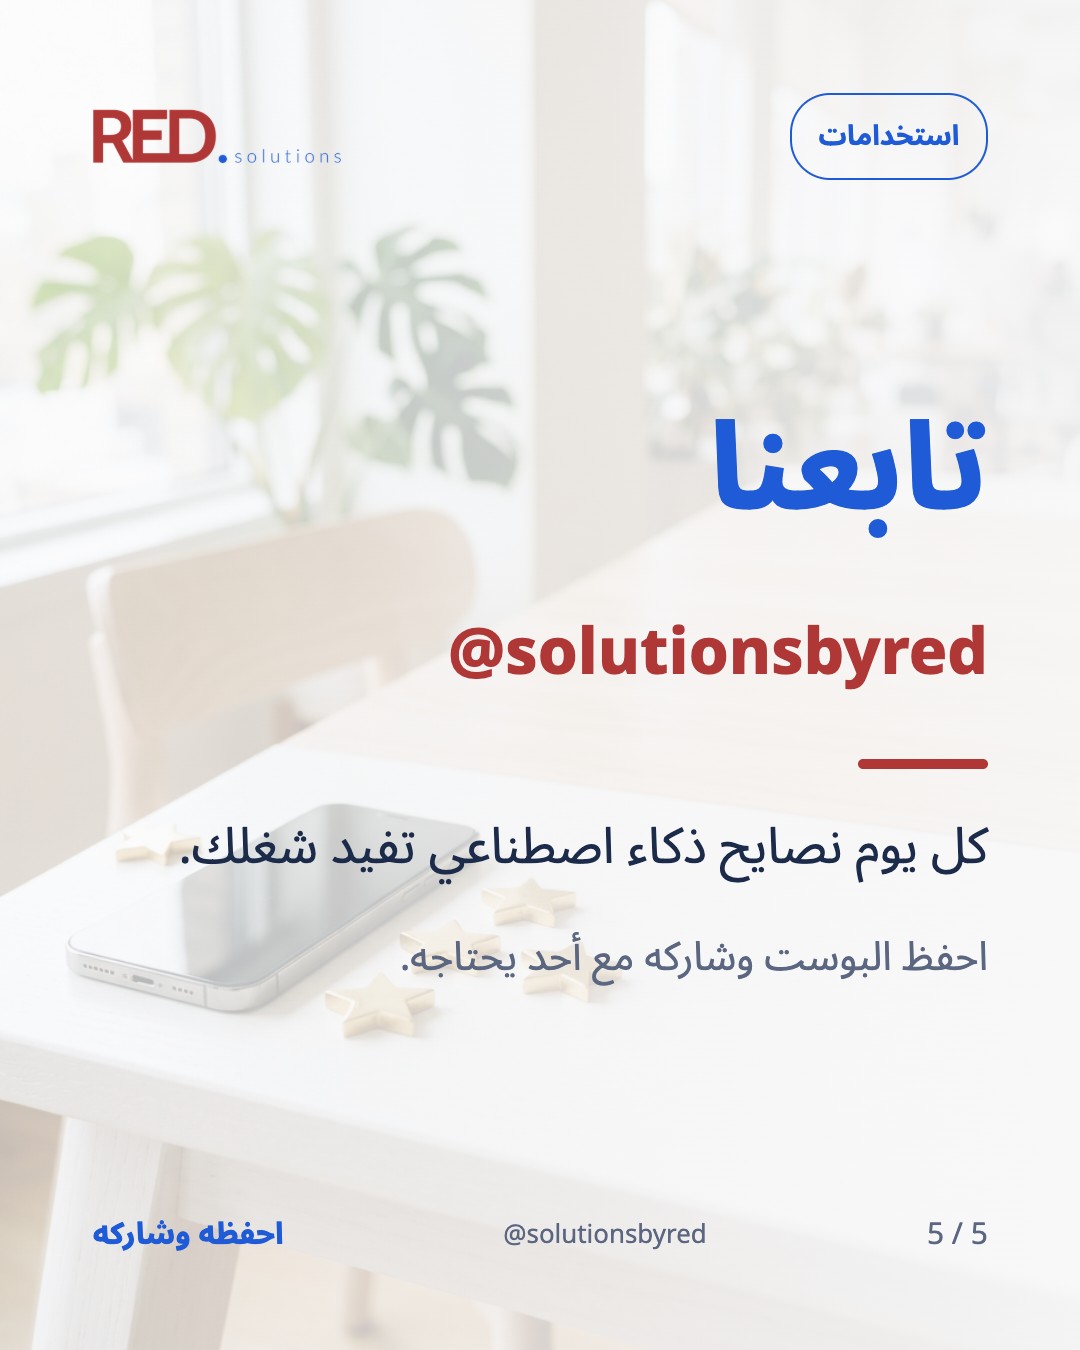 RED.solutions
استخدامات
تابعنا
@solutionsbyred
كل يوم نصايح ذكاء اصطناعي تفيد شغلك.
احفظ البوست وشاركه مع أحد يحتاجه.
5 / 5
@solutionsbyred
احفظه وشاركه